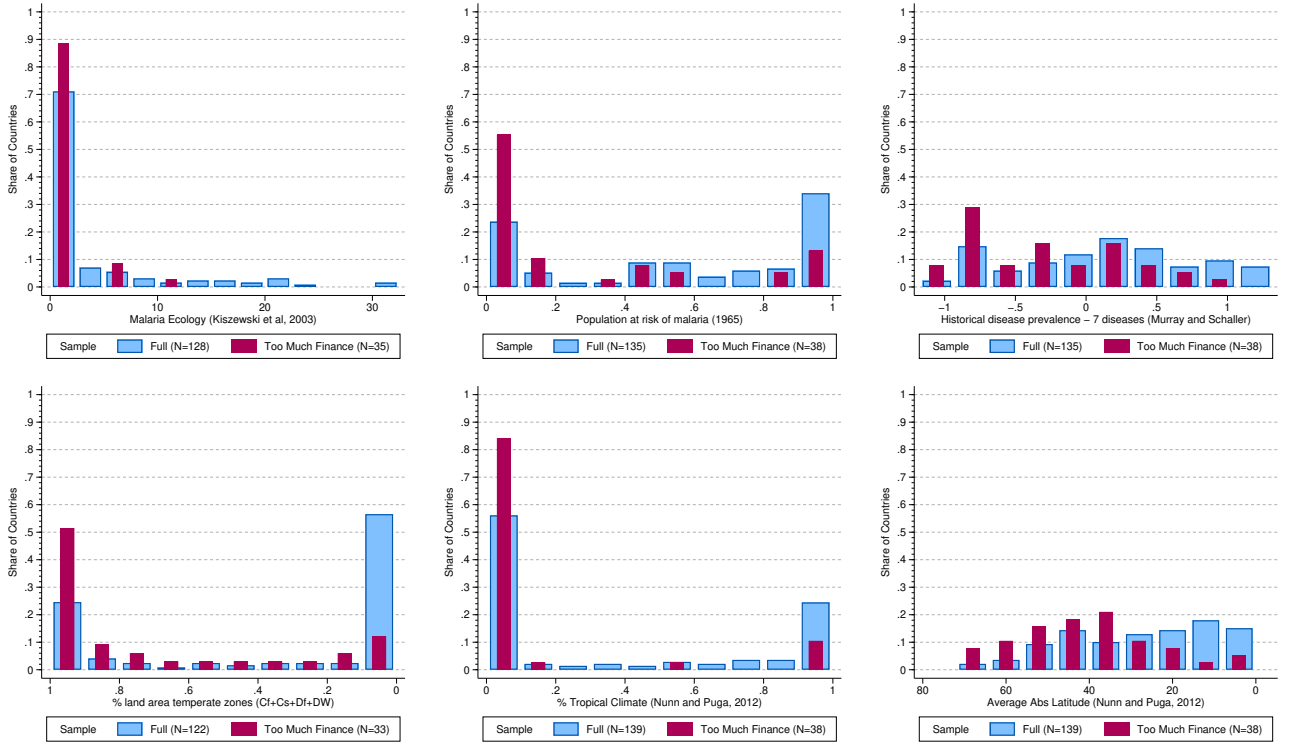 Share of Countries
1
.9
.8
.7
.6
.5
.4
.3
.2
.1
0
0 10 20 30
Malaria Ecology (Kiszewski et al, 2003)
Sample Full (N=128) Too Much Finance (N=35)
Share of Countries
1
.9
.8
.7
.6
.5
.4
.3
.2
.1
0
0 .2 .4 .6 .8 1
Population at risk of malaria (1965)
Sample Full (N=135) Too Much Finance (N=38)
Share of Countries
1
.9
.8
.7
.6
.5
.4
.3
.2
.1
0
−1 −.5 0 .5 1
Historical disease prevalence − 7 diseases (Murray and Schaller)
Sample Full (N=135) Too Much Finance (N=38)
Share of Countries
1
.9
.8
.7
.6
.5
.4
.3
.2
.1
0
1 .8 .6 .4 .2 0
% land area temperate zones (Cf+Cs+Df+DW)
Sample Full (N=122) Too Much Finance (N=33)
Share of Countries
1
.9
.8
.7
.6
.5
.4
.3
.2
.1
0
0 .2 .4 .6 .8 1
% Tropical Climate (Nunn and Puga, 2012)
Sample Full (N=139) Too Much Finance (N=38)
Share of Countries
1
.9
.8
.7
.6
.5
.4
.3
.2
.1
0
80 60 40 20 0
Average Abs Latitude (Nunn and Puga, 2012)
Sample Full (N=139) Too Much Finance (N=38)